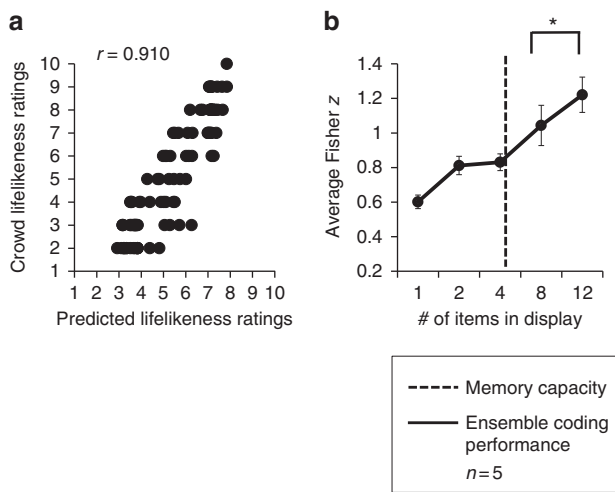 a
r = 0.910
Crowd lifelikeness ratings
10
9
8
7
6
5
4
3
2
1
1 2 3 4 5 6 7 8 9 10
Predicted lifelikeness ratings
b
*
Average Fisher z
1.4
1.2
1
0.8
0.6
0.4
0.2
1 2 4 8 12
# of items in display
Memory capacity
Ensemble coding
performance
n=5